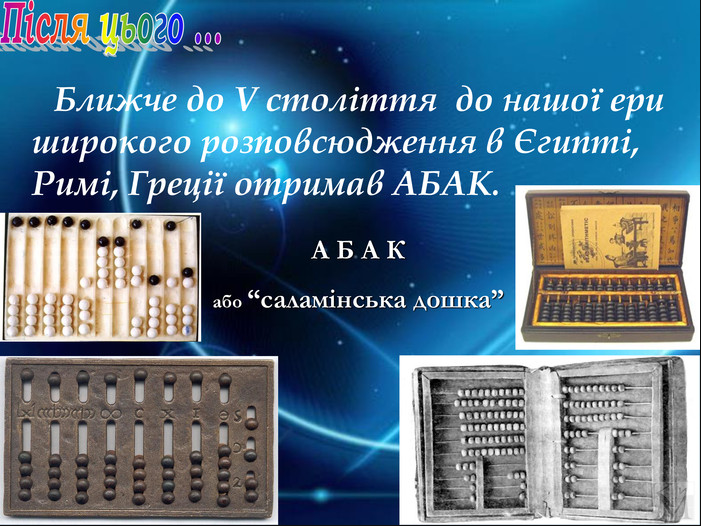 Після цього ...
Ближче до V століття до нашої ери
широкого розповсюдження в Єгипті,
Римі, Греції отримав АБАК.
А Б А К
або “саламінська дошка”